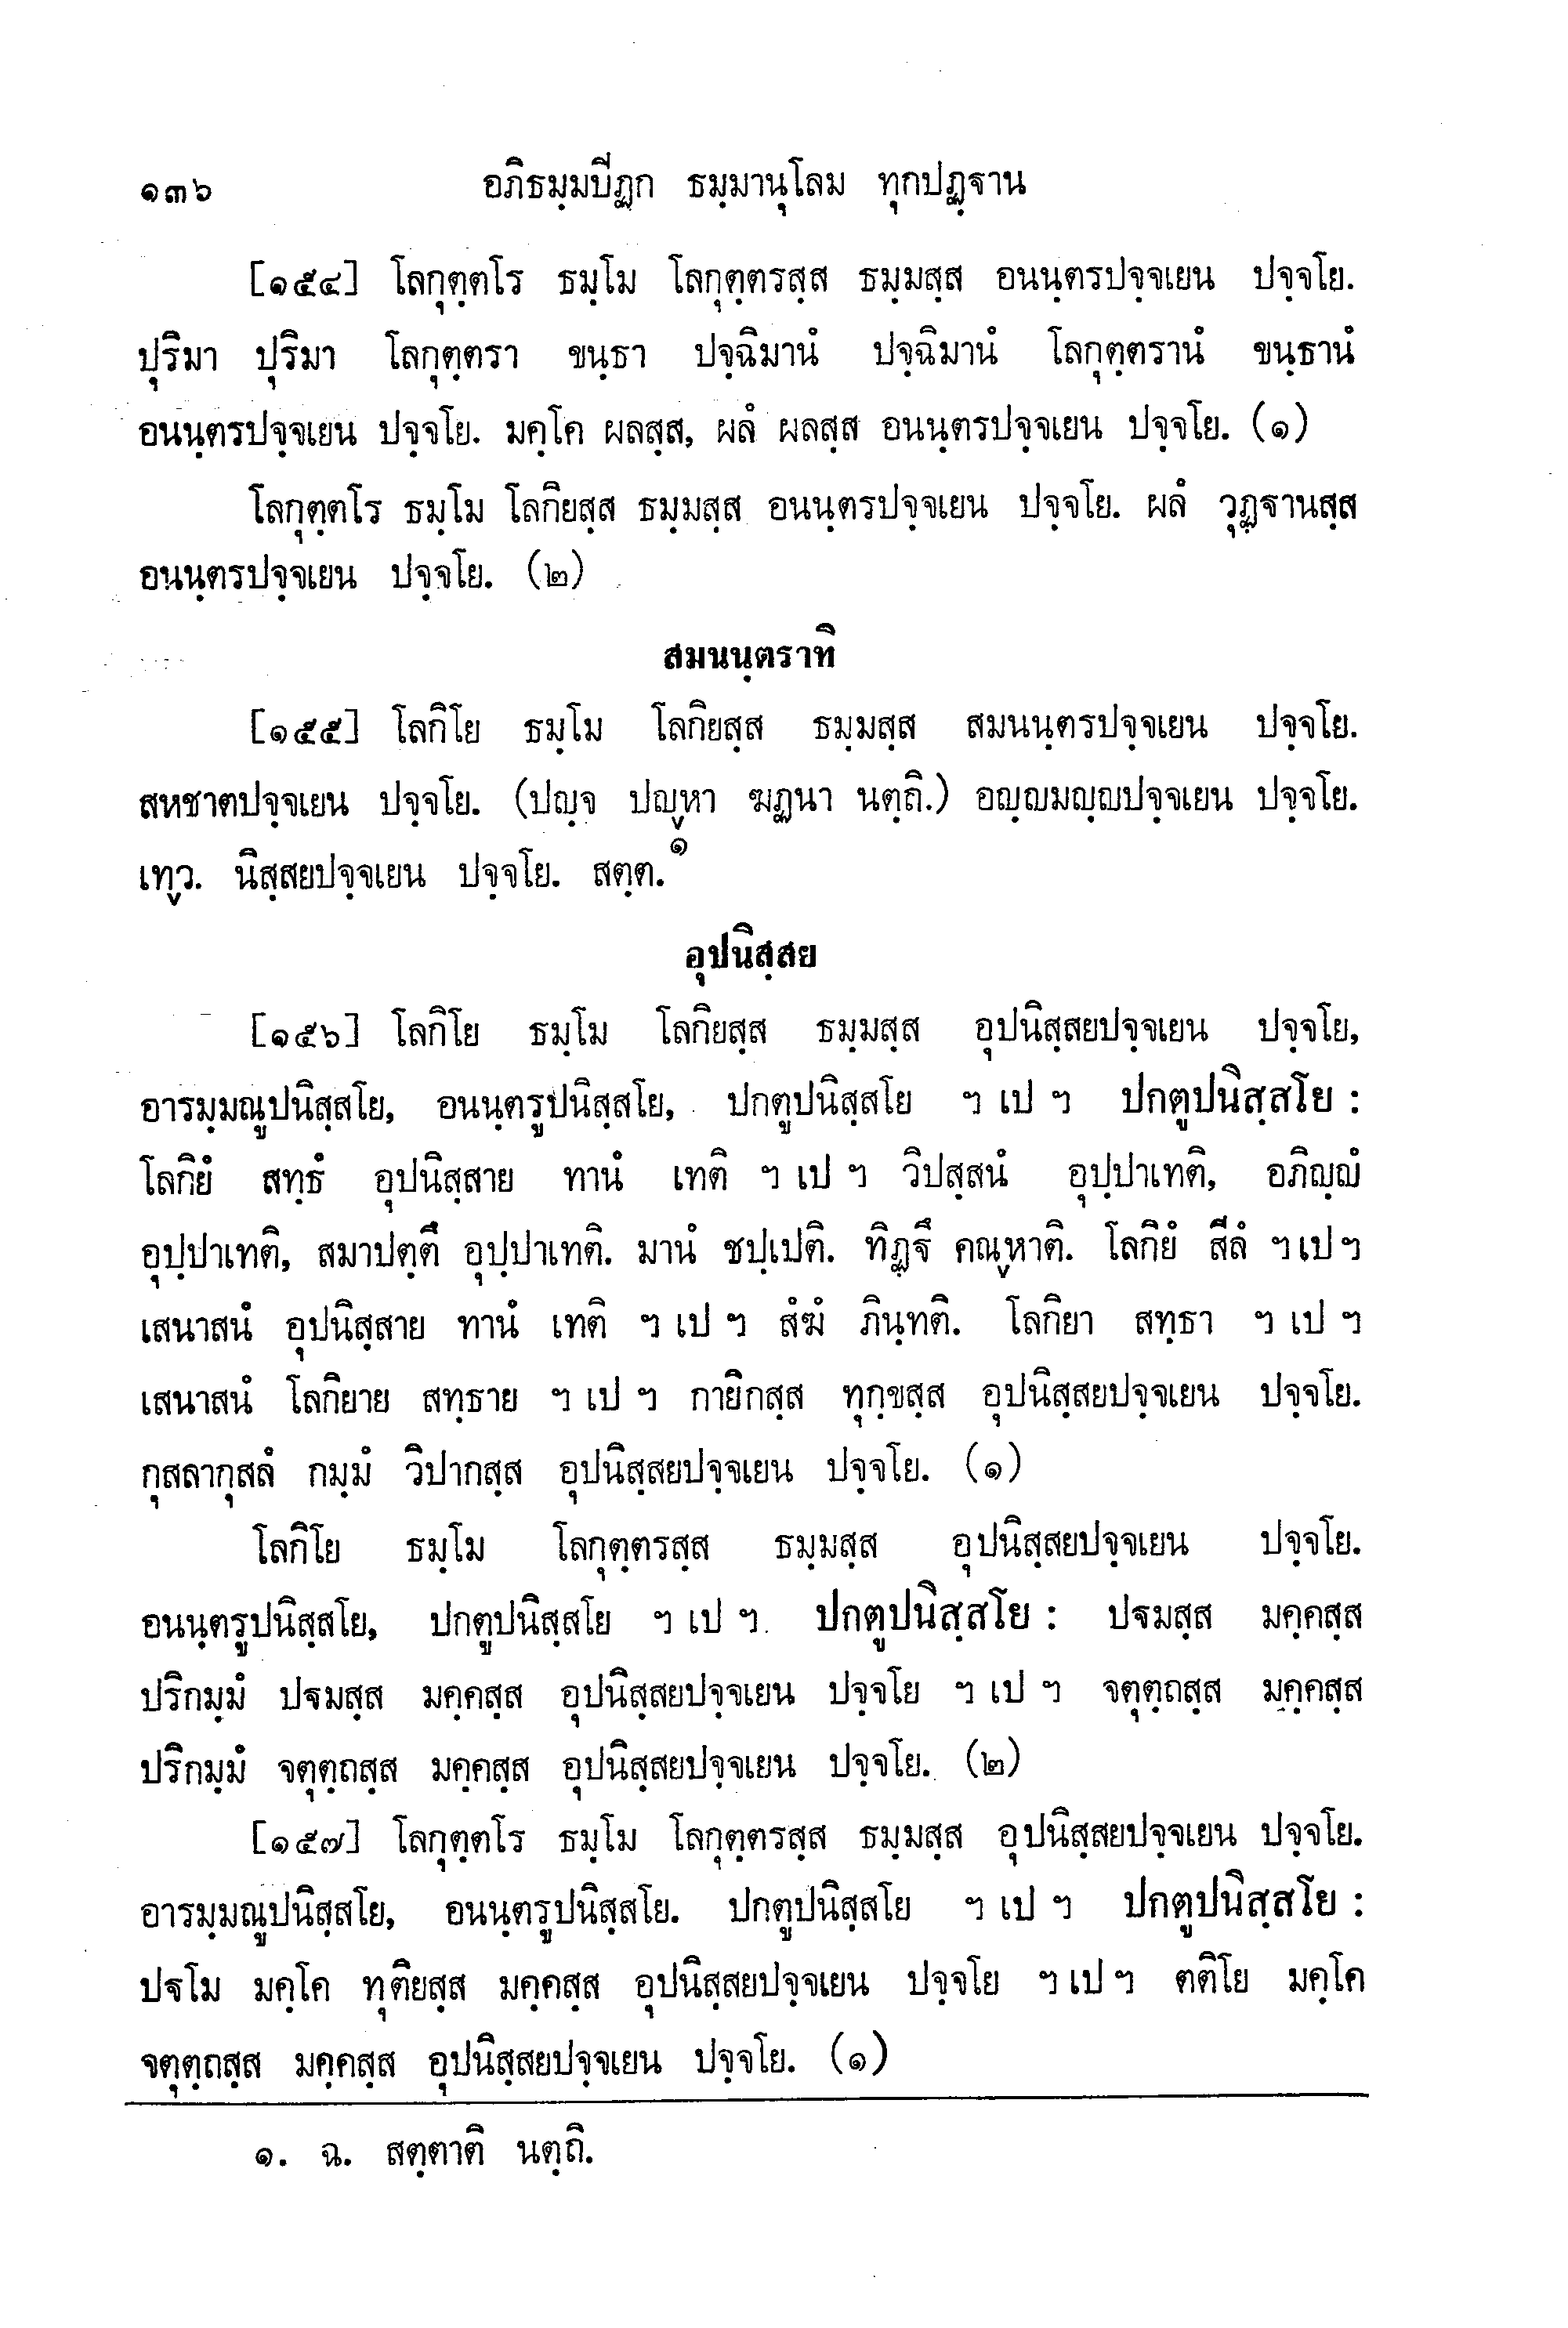 ๑๓๖ อภิธมฺมปีฏก ธมฺมานุโลม ทุกปฏฺฐาน
[๑๕๔] โลกุตฺตโร ธมฺโม โลกุตฺตรสฺส ธมฺมสฺส อนนฺตรปจฺจเยน ปจฺจโย.
ปุริมา ปุริมา โลกุตฺตรา ขนฺธา ปจฺฉิมานํ ปจฺฉิมานํ โลกุตฺตรานํ ขนฺธานํ
อนนฺตรปจฺจเยน ปจฺจโย. มคฺโค ผลสฺส, ผลํ ผลสฺส อนนฺตรปจฺจเยน ปจฺจโย. (๑)
โลกุตฺตโร ธมฺโม โลกิยสฺส ธมฺมสฺส อนนฺตรปจฺจเยน ปจฺจโย. ผลํ วุฏฺฐานสฺส
อนนฺตรปจฺจเยน ปจฺจโย. (๒)
สมนนฺตราทิ
[๑๕๕] โลกิโย ธมฺโม โลกิยสฺส ธมฺมสฺส สมนนฺตรปจฺจเยน ปจฺจโย.
สหชาตปจฺจเยน ปจฺจโย. (ปญฺจ ปญฺหา ฆฏนา นตฺถิ.) อญฺญมญฺญปจฺจเยน ปจฺจโย.
เทฺว. นิสฺสยปจฺจเยน ปจฺจโย. สตฺต.๑
อุปนิสฺสย
[๑๕๖] โลกิโย ธมฺโม โลกิยสฺส ธมฺมสฺส อุปนิสฺสยปจฺจเยน ปจฺจโย,
อารมฺมณูปนิสฺสโย, อนนฺตรูปนิสฺสโย, ปกตูปนิสฺสโย ฯ เป ฯ ปกตูปนิสฺสโย :
โลกิยํ สทฺธํ อุปนิสฺสาย ทานํ เทติ ฯ เป ฯ วิปสฺสนํ อุปฺปาเทติ, อภิญฺญํ
อุปฺปาเทติ, สมาปตฺตึ อุปฺปาเทติ. มานํ ชปฺเปติ. ทิฏฺฐึ คณฺหาติ. โลกิยํ สีลํ ฯ เป ฯ
เสนาสนํ อุปนิสฺสาย ทานํ เทติ ฯ เป ฯ สํฆํ ภินฺทติ. โลกิยา สทฺธา ฯ เป ฯ
เสนาสนํ โลกิยาย สทฺธาย ฯ เป ฯ กายิกสฺส ทุกฺขสฺส อุปนิสฺสยปจฺจเยน ปจฺจโย.
กุสลากุสลํ กมฺมํ วิปากสฺส อุปนิสฺสยปจฺจเยน ปจฺจโย. (๑)
โลกิโย ธมฺโม โลกุตฺตรสฺส ธมฺมสฺส อุปนิสฺสยปจฺจเยน ปจฺจโย.
อนนฺตรูปนิสฺสโย, ปกตูปนิสฺสโย ฯ เป ฯ ปกตูปนิสฺสโย : ปฐมสฺส มคฺคสฺส
ปริกมฺมํ ปฐมสฺส มคฺคสฺส อุปนิสฺสยปจฺจเยน ปจฺจโย ฯ เป ฯ จตุตฺถสฺส มคฺคสฺส
ปริกมฺมํ จตุตฺถสฺส มคฺคสฺส อุปนิสฺสยปจฺจเยน ปจฺจโย. (๒)
[๑๕๗] โลกุตฺตโร ธมฺโม โลกุตฺตรสฺส ธมฺมสฺส อุปนิสฺสยปจฺจเยน ปจฺจโย.
อารมฺมณูปนิสฺสโย, อนนฺตรูปนิสฺสโย. ปกตูปนิสฺสโย ฯ เป ฯ ปกตูปนิสฺสโย :
ปฐโม มคฺโค ทุติยสฺส มคฺคสฺส อุปนิสฺสยปจฺจเยน ปจฺจโย ฯ เป ฯ ตติโย มคฺโค
จตุตฺถสฺส มคฺคสฺส อุปนิสฺสยปจฺจเยน ปจฺจโย. (๑)
๑. ฉ. สตฺตาติ นตฺถิ.